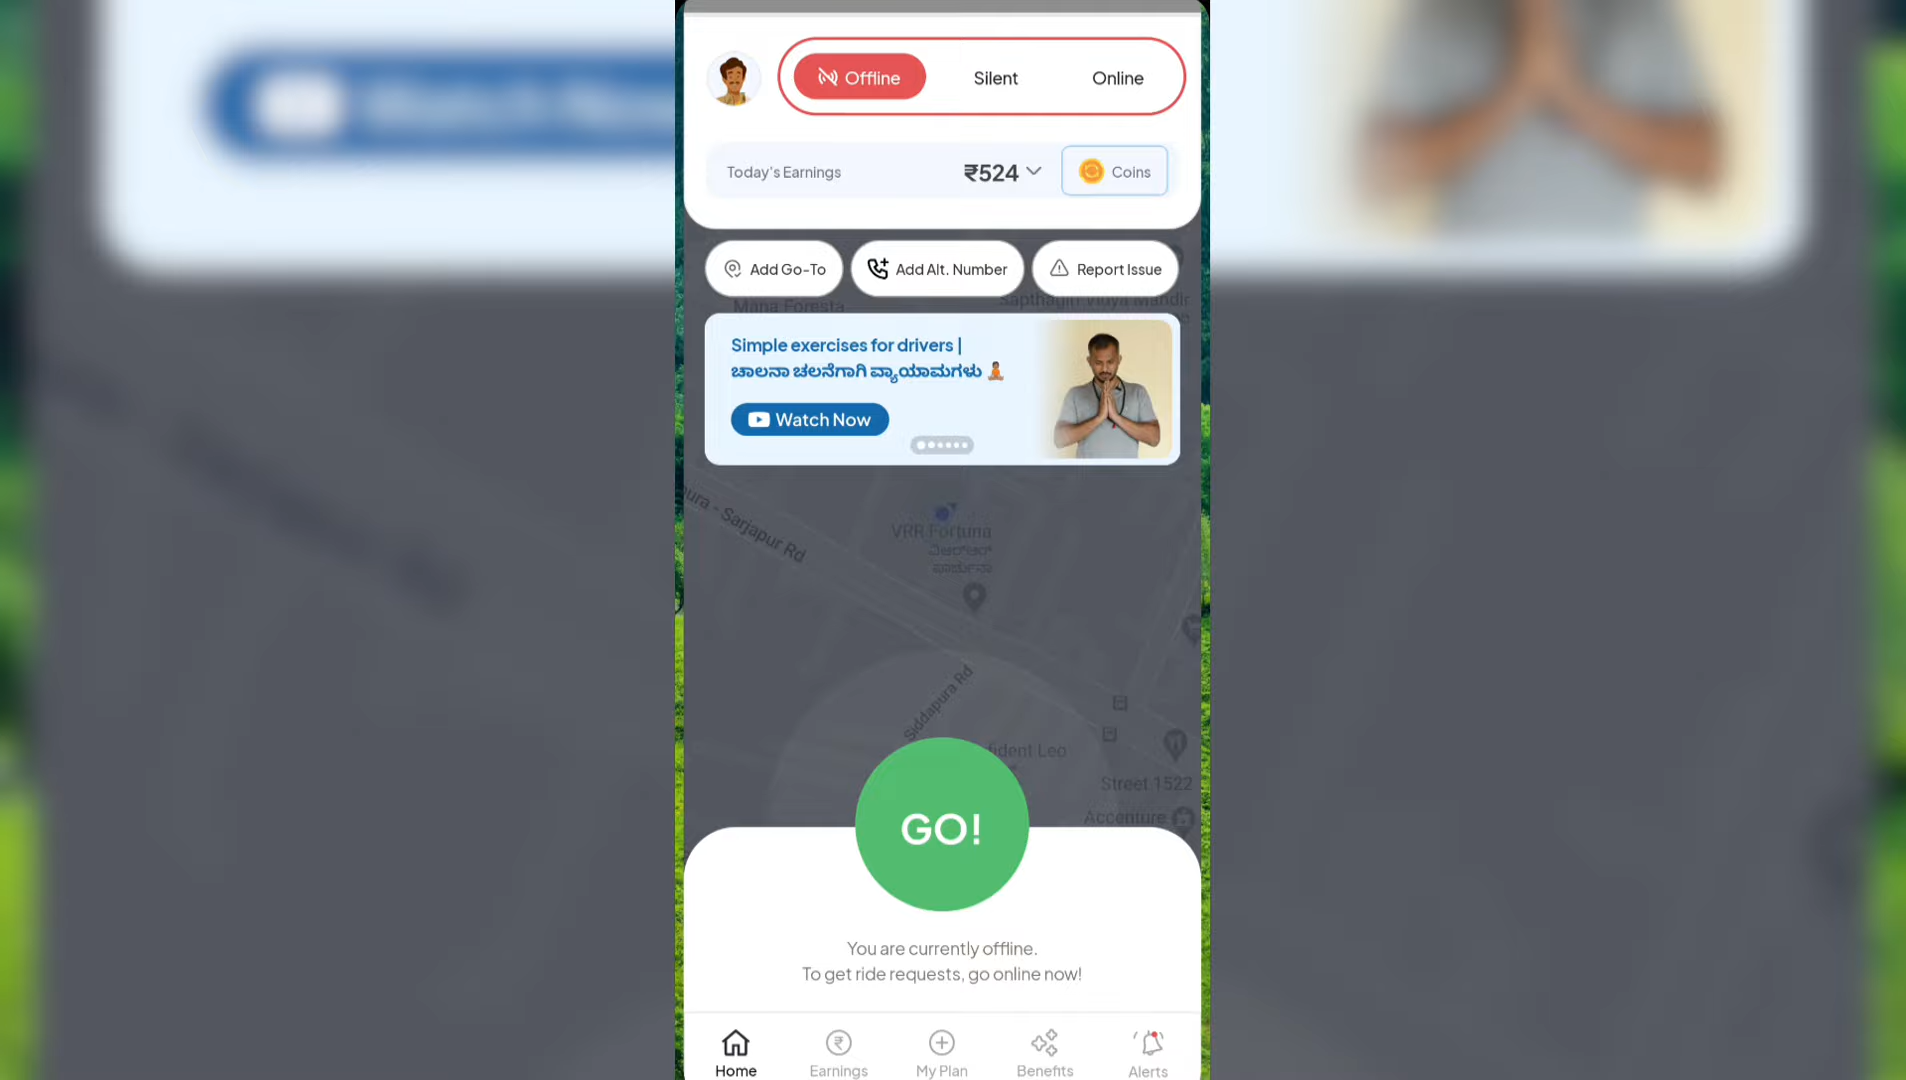 Offline
Silent
Online
Today's Earnings
₹524
Coins
Add Go-To
Add Alt. Number
Report Issue
Mana Foresta
Sapthagiri Vidya Mandir
Simple exercises for drivers |
ಚಾಲನಾ ಚಲನೆಗಾಗಿ ವ್ಯಾಯಾಮಗಳು 🧘🏽
Watch Now
ura - Sarjapur Rd
VRR Fortuna
ವಿಆರ್‌ಆರ್
ಫಾರ್ಚುನಾ
Siddapura Rd
fident Leo
Street 1522
Accenture
GO!
You are currently offline.
To get ride requests, go online now!
Home
Earnings
My Plan
Benefits
Alerts